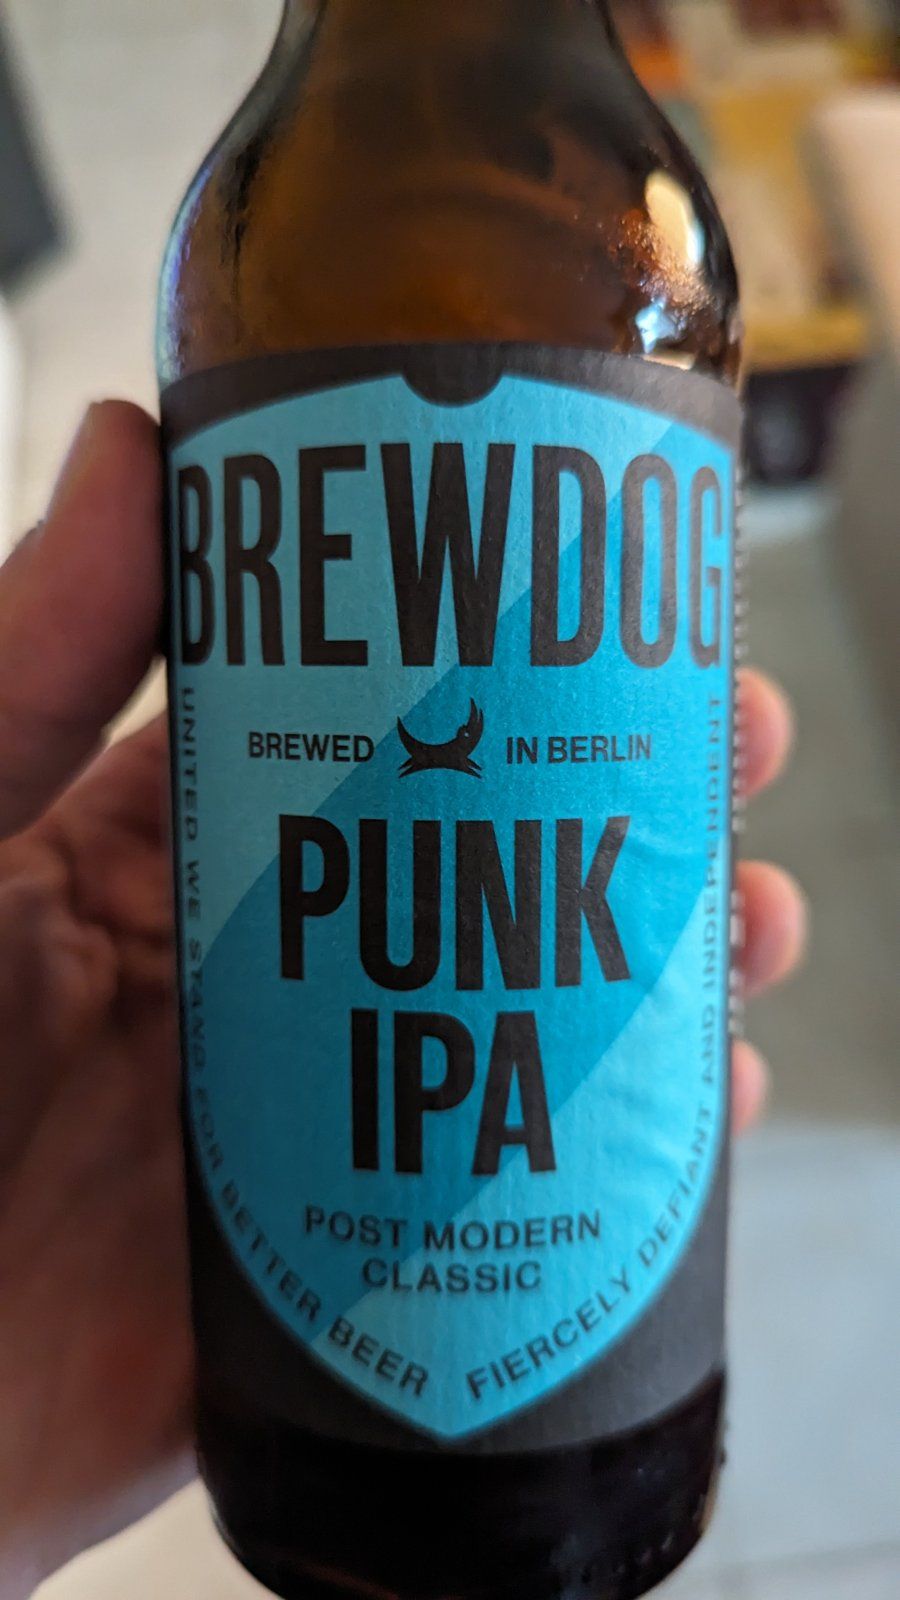 BREWDOG
BREWED IN BERLIN
PUNK
IPA
POST MODERN
CLASSIC
UNITED WE STAND FOR BETTER BEER
FIERCELY DEFIANT AND INDEPENDENT